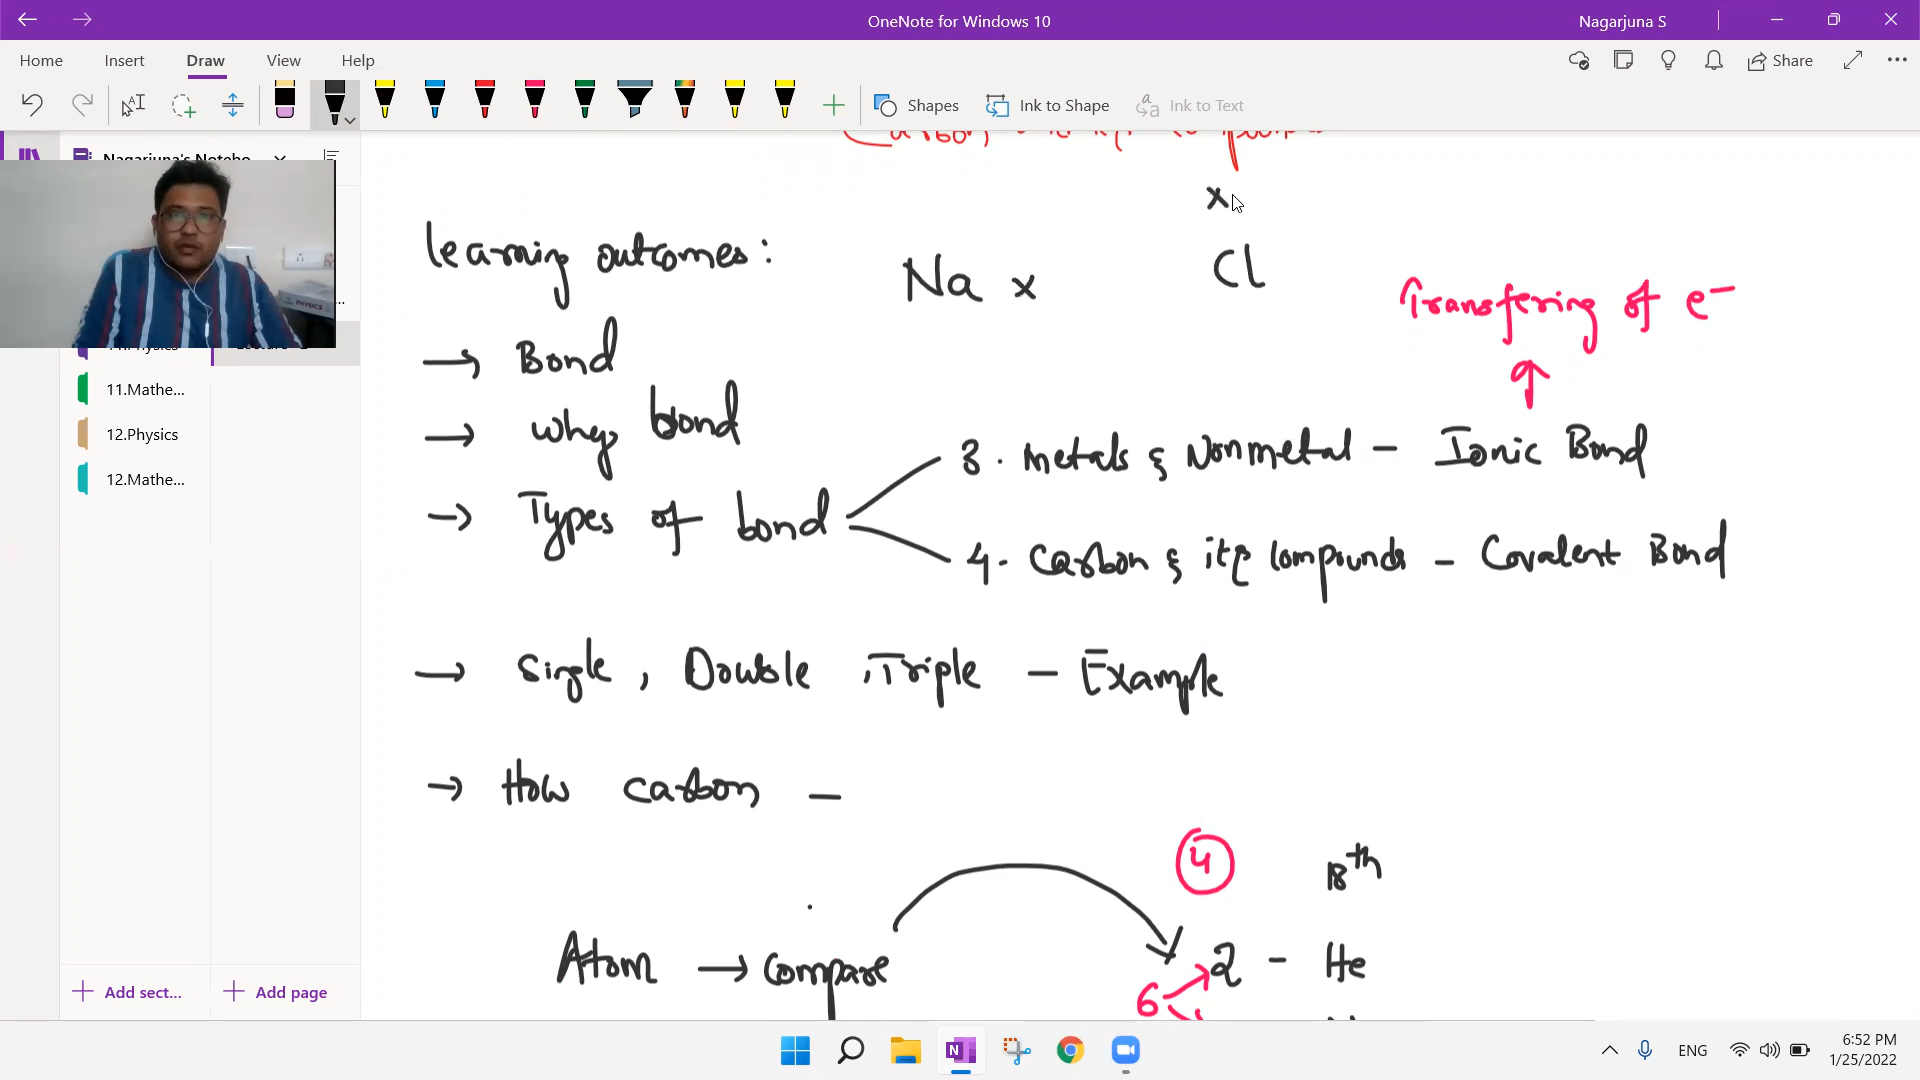 OneNote for Windows 10
Nagarjuna S
Home Insert Draw View Help
Share
Shapes Ink to Shape Ink to Text
Nagarjuna's Notebo
Carbon
x
learning outcomes :
Na x
Cl
Transfering of e⁻
→ Bond
→ why bond
3. Metals & Nonmetal - Ionic Bond
→ Types of bond
4. Carbon & its compounds - Covalent Bond
→ Single, Double, Triple - Example
→ How carbon -
4
18th
Atom → Compare
2 - He
6
11.Mathe...
12.Physics
12.Mathe...
Add sect...
Add page
ENG
6:52 PM
1/25/2022